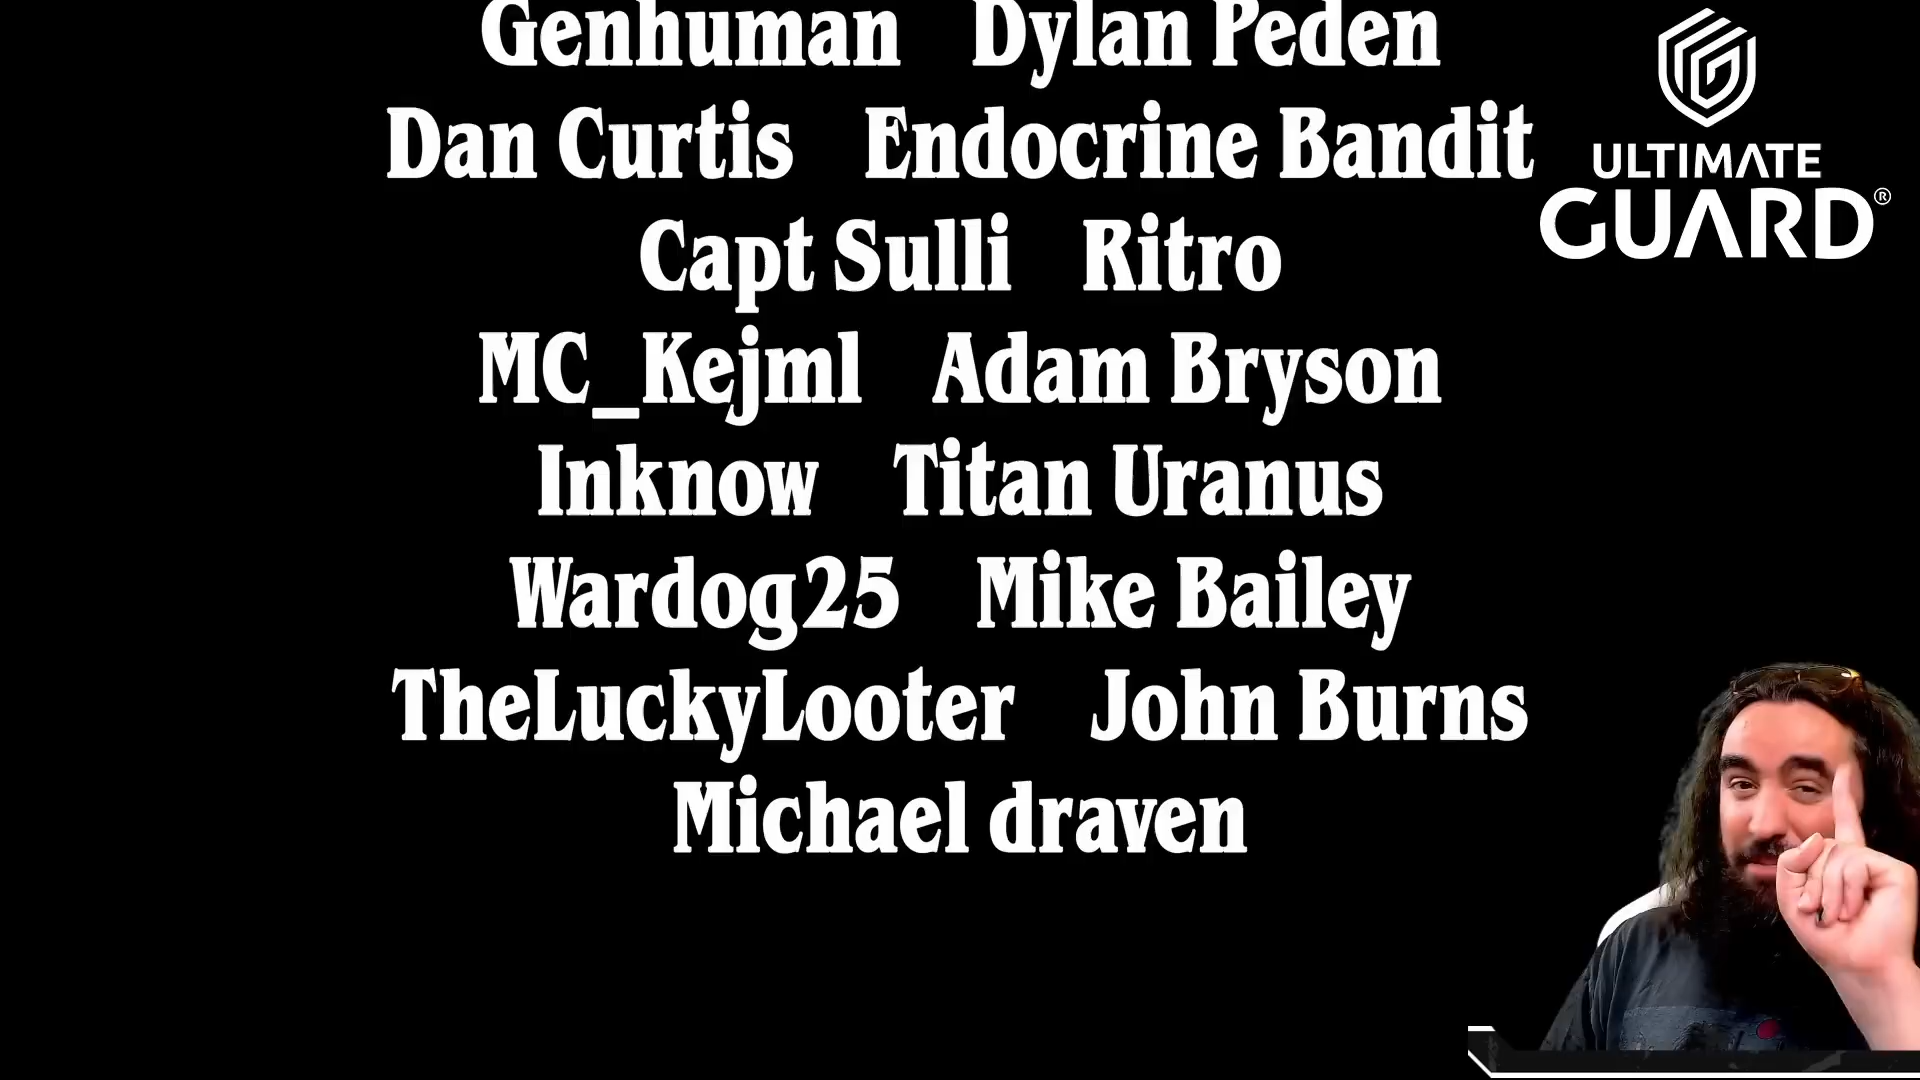 Genhuman Dylan Peden
Dan Curtis Endocrine Bandit
Capt Sulli Ritro
MC_Kejml Adam Bryson
Inknow Titan Uranus
Wardog25 Mike Bailey
TheLuckyLooter John Burns
Michael draven
ULTIMATE
GUARD®